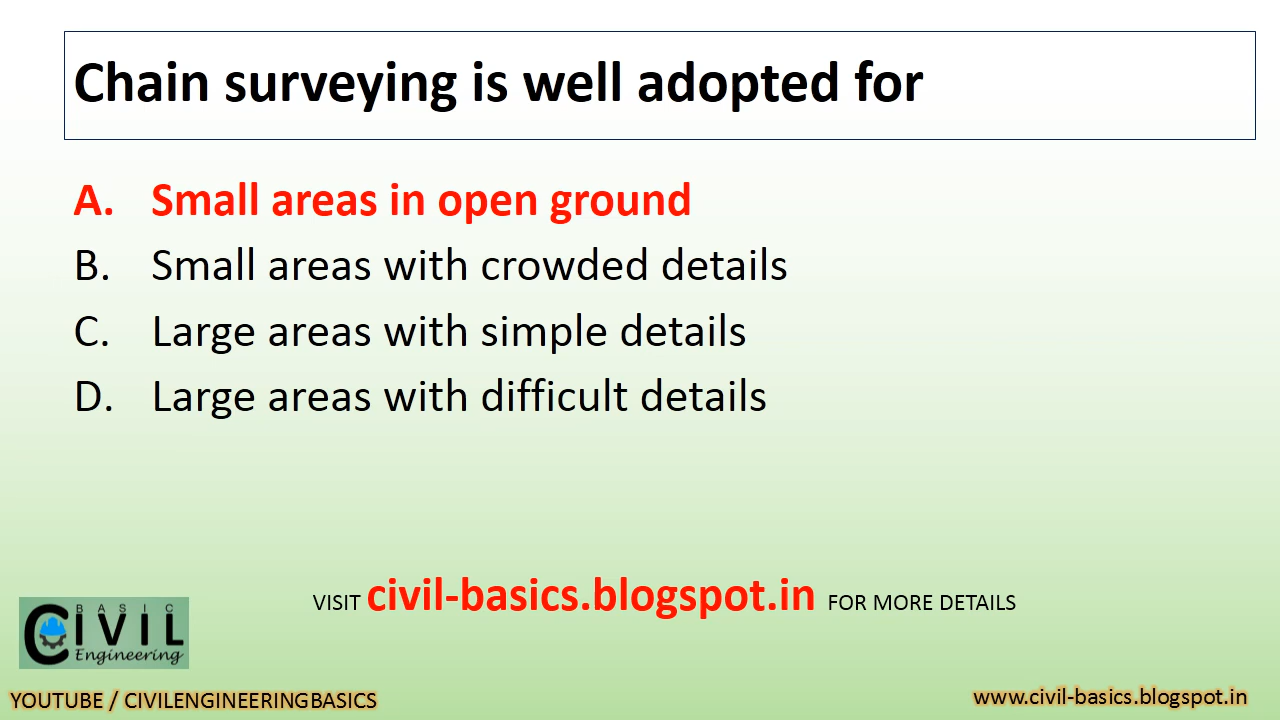 Chain surveying is well adopted for
A. Small areas in open ground
B. Small areas with crowded details
C. Large areas with simple details
D. Large areas with difficult details
VISIT civil-basics.blogspot.in FOR MORE DETAILS
BASIC
CIVIL
Engineering
YOUTUBE / CIVILENGINEERINGBASICS
www.civil-basics.blogspot.in